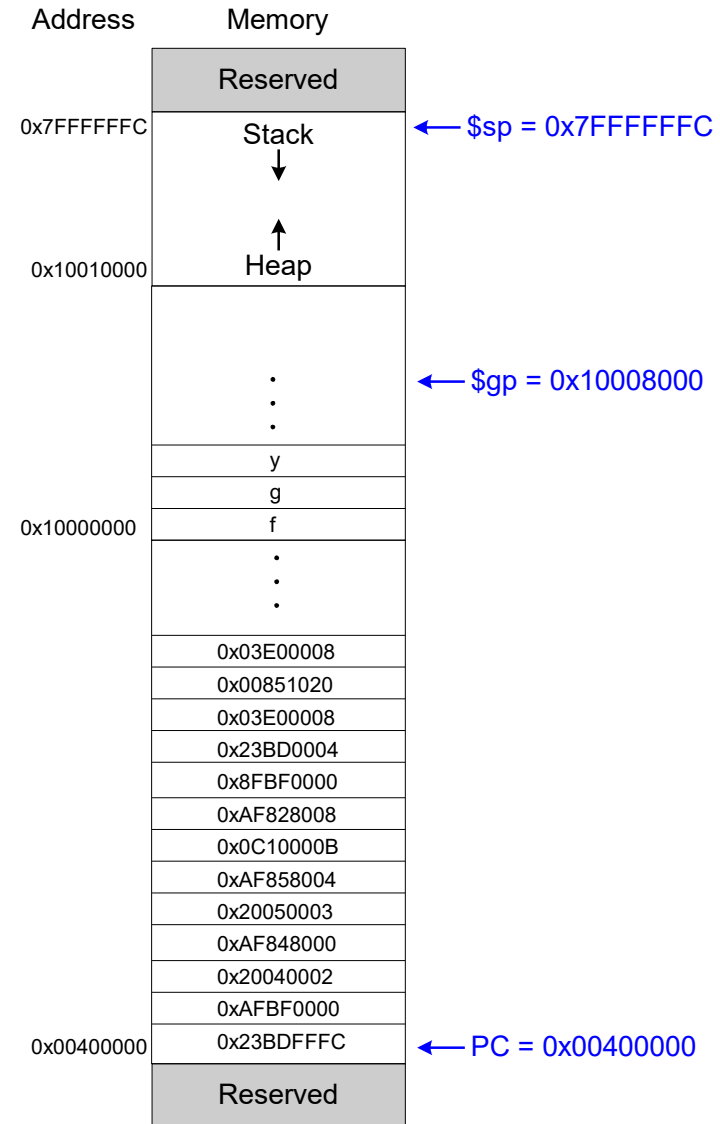 Address Memory
Reserved
0x7FFFFFFC Stack $sp = 0x7FFFFFFC
0x10010000 Heap
$gp = 0x10008000
y
g
0x10000000 f
0x03E00008
0x00851020
0x03E00008
0x23BD0004
0x8FBF0000
0xAF828008
0x0C10000B
0xAF858004
0x20050003
0xAF848000
0x20040002
0xAFBF0000
0x00400000 0x23BDFFFC PC = 0x00400000
Reserved